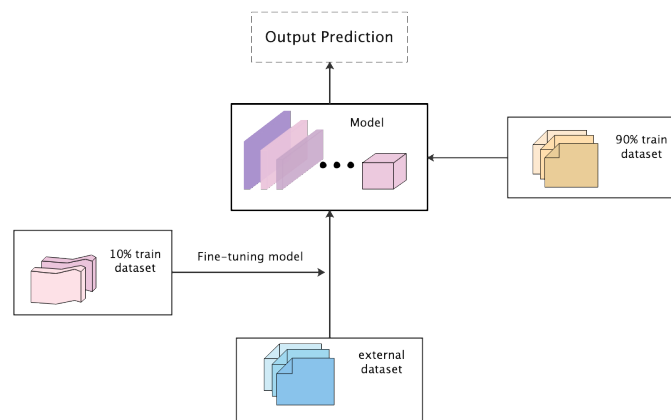 Output Prediction
Model
90% train
dataset
10% train
dataset
Fine-tuning model
external
dataset